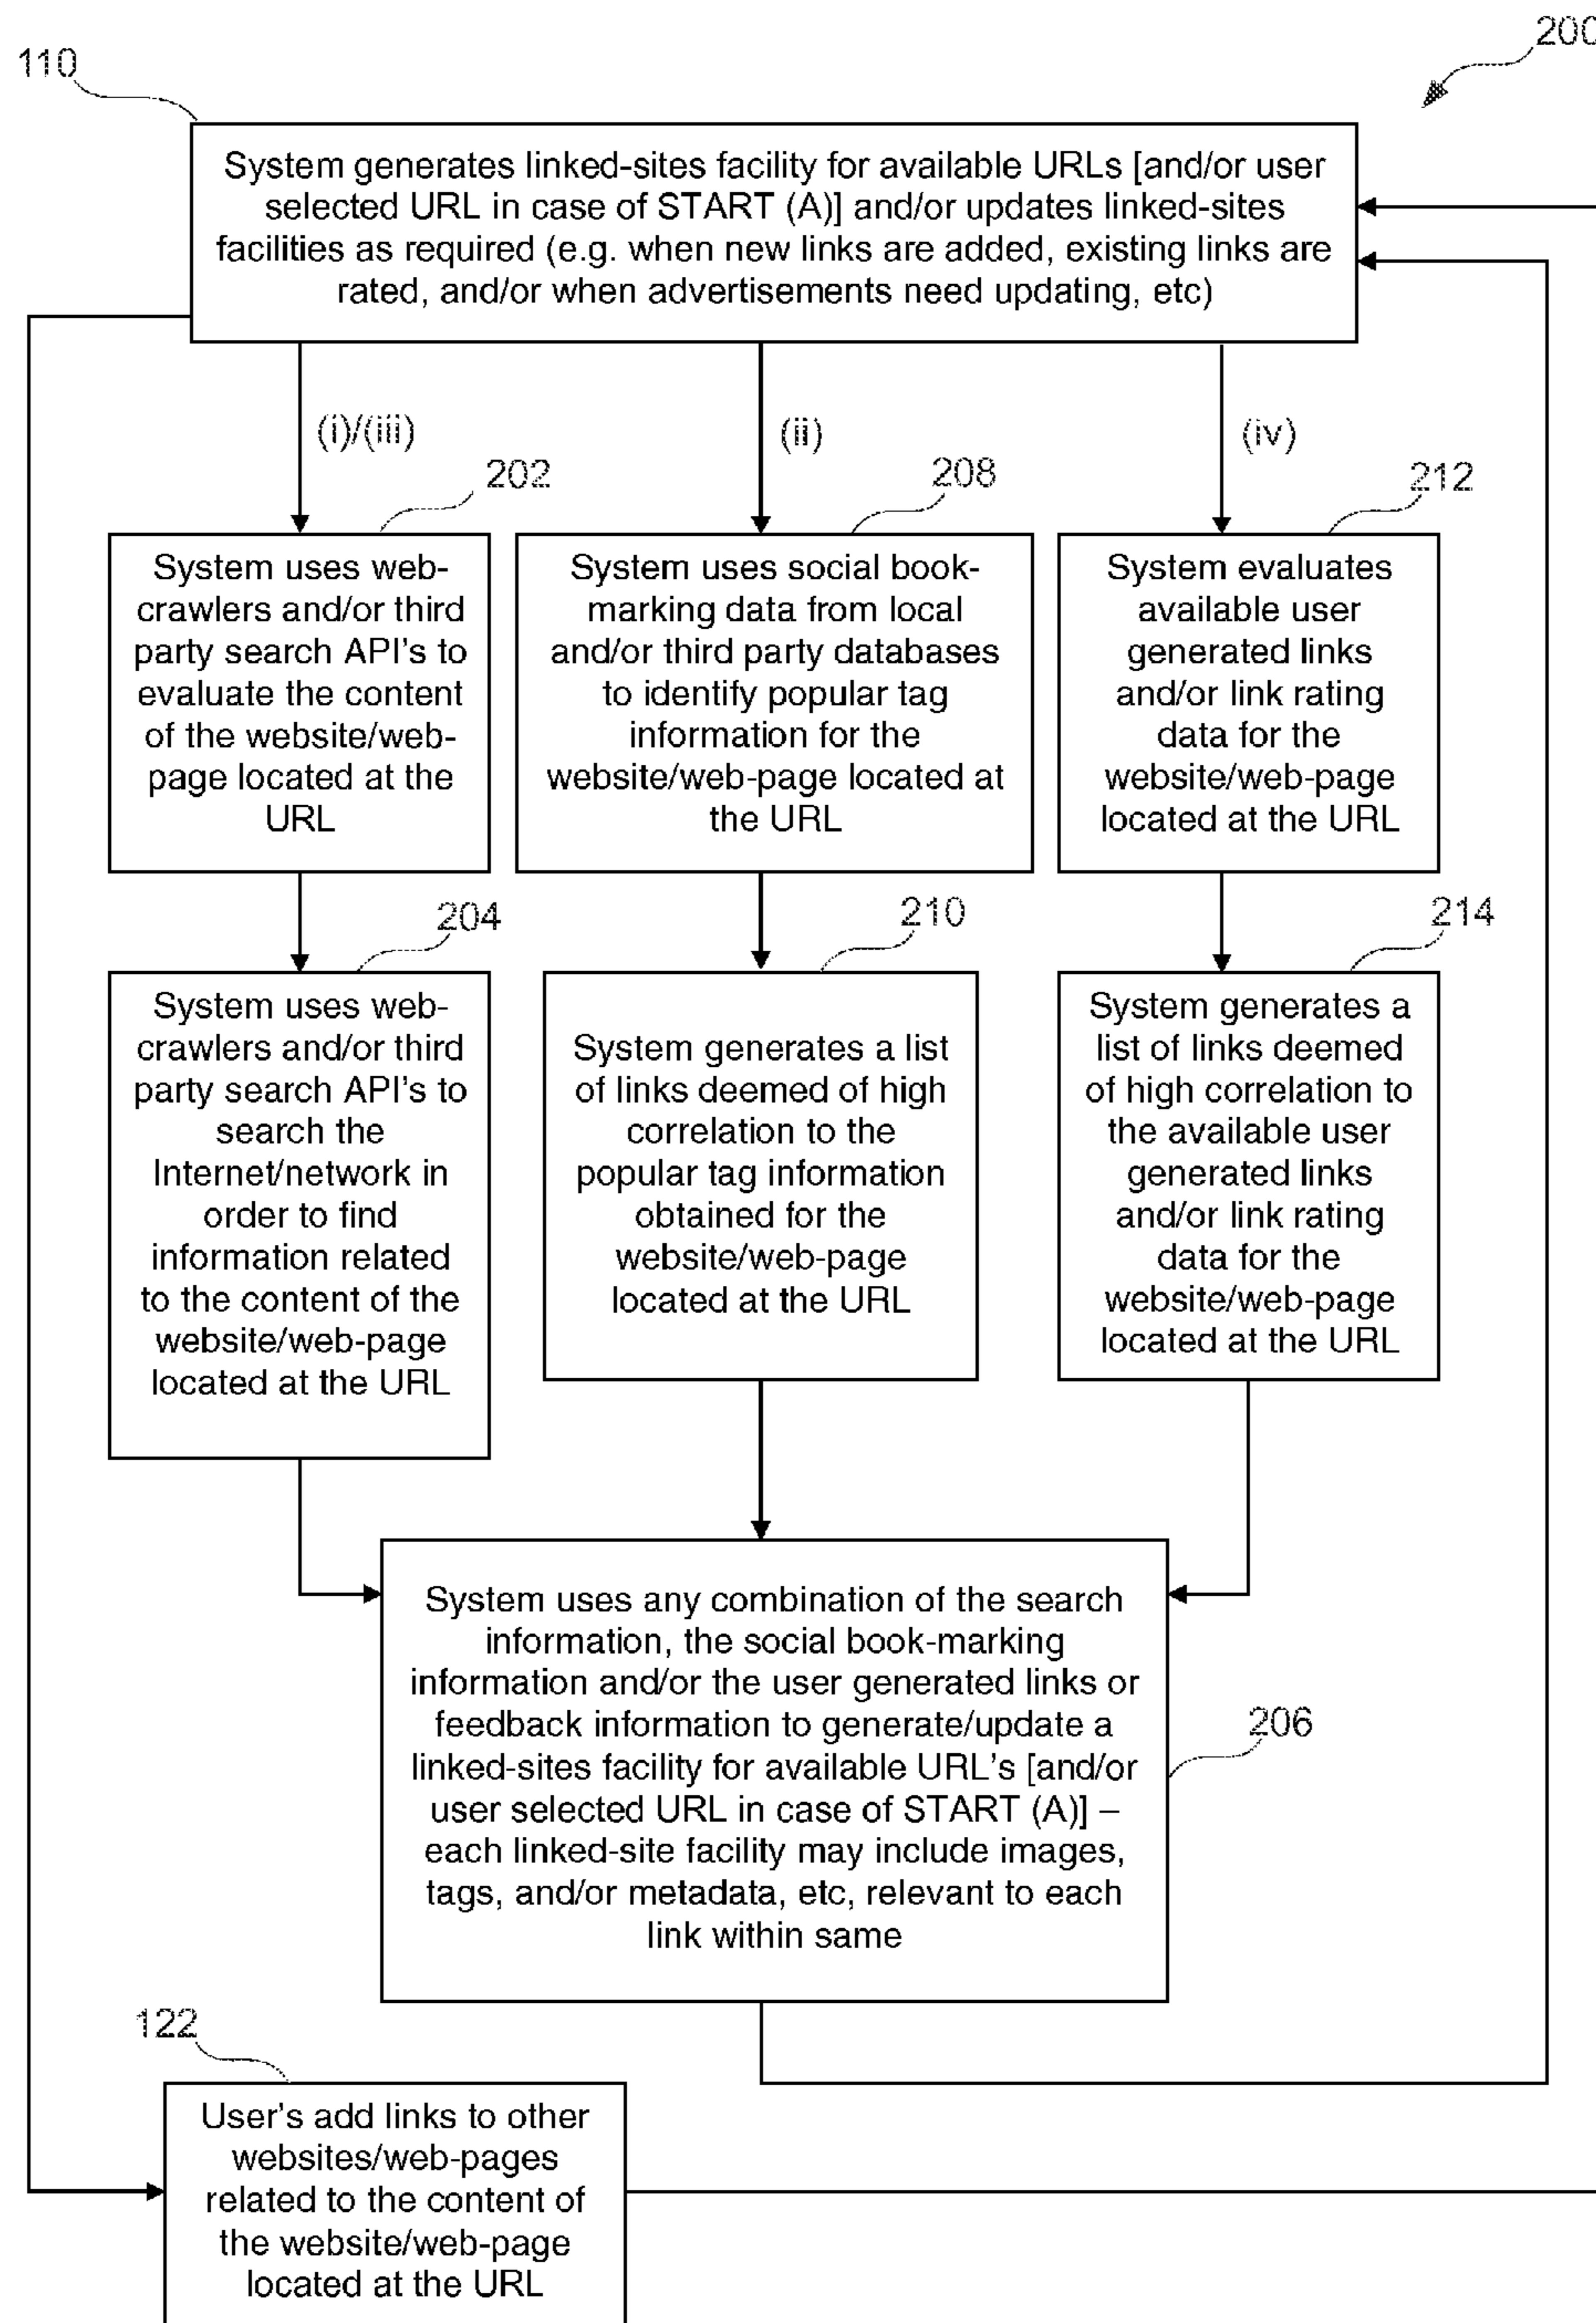 200
110
System generates linked-sites facility for available URLs [and/or user
selected URL in case of START (A)] and/or updates linked-sites
facilities as required (e.g. when new links are added, existing links are
rated, and/or when advertisements need updating, etc)
(i)/(iii)
(ii)
(iv)
202
208
212
System uses web-
crawlers and/or third
party search API's to
evaluate the content
of the website/web-
page located at the
URL
System uses social book-
marking data from local
and/or third party databases
to identify popular tag
information for the
website/web-page located at
the URL
System evaluates
available user
generated links
and/or link rating
data for the
website/web-page
located at the URL
204
210
214
System uses web-
crawlers and/or third
party search API's to
search the
Internet/network in
order to find
information related
to the content of the
website/web-page
located at the URL
System generates a list
of links deemed of high
correlation to the
popular tag information
obtained for the
website/web-page
located at the URL
System generates a
list of links deemed
of high correlation to
the available user
generated links
and/or link rating
data for the
website/web-page
located at the URL
System uses any combination of the search
information, the social book-marking
information and/or the user generated links or
feedback information to generate/update a
linked-sites facility for available URL's [and/or
user selected URL in case of START (A)] –
each linked-site facility may include images,
tags, and/or metadata, etc, relevant to each
link within same
206
122
User's add links to other
websites/web-pages
related to the content of
the website/web-page
located at the URL